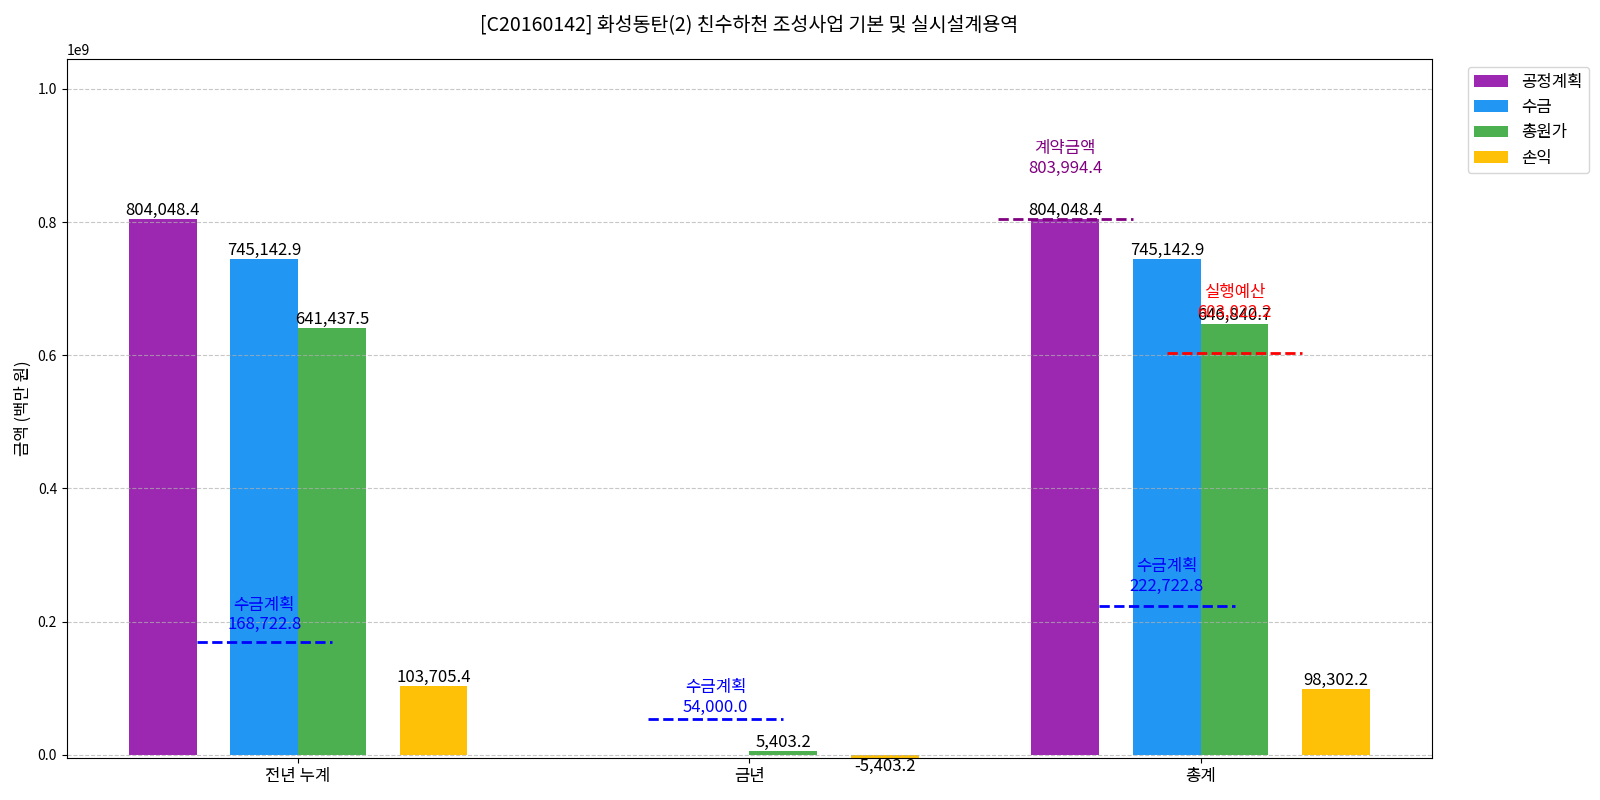 [C20160142] 화성동탄(2) 친수하천 조성사업 기본 및 실시설계용역
1e9
금액 (백만 원)
1.0
0.8
0.6
0.4
0.2
0.0
804,048.4
745,142.9
641,437.5
수금계획
168,722.8
103,705.4
수금계획
54,000.0
5,403.2
-5,403.2
계약금액
803,994.4
804,048.4
745,142.9
실행예산
646,840.7
수금계획
222,722.8
98,302.2
전년 누계
금년
총계
공정계획
수금
총원가
손익